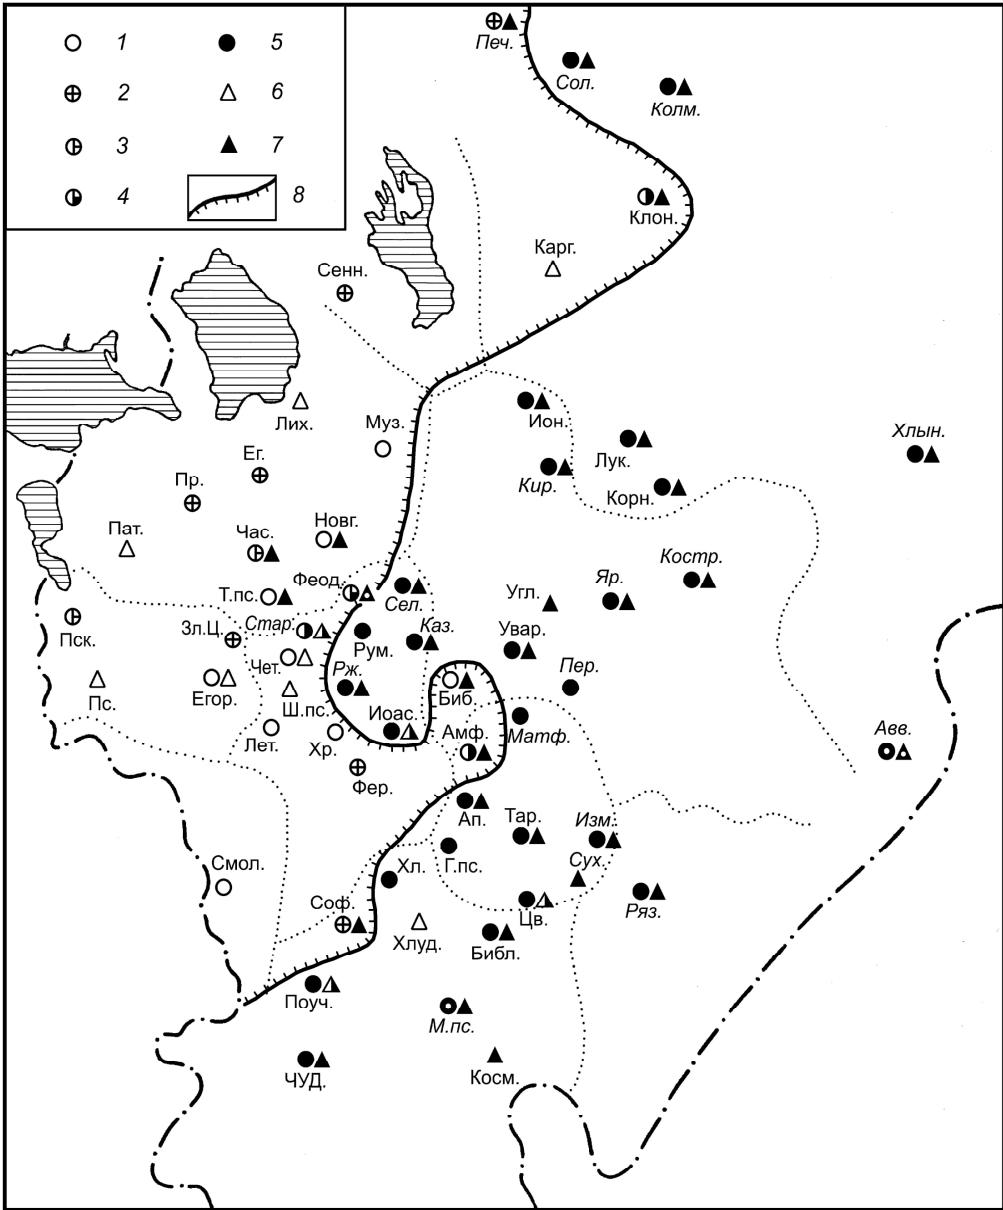 1 5
2 6
3 7
4 8
Печ.
Сол.
Колм.
Клон.
Карг.
Сенн.
Лих.
Муз.
Ион.
Лук.
Хлын.
Ег.
Кир.
Корн.
Пр.
Пат.
Час.
Новг.
Костр.
Т.пс.
Феод.
Сел.
Угл.
Яр.
Пск.
Зл.Ц.
Стар.
Рум.
Каз.
Увар.
Чет.
Рж.
Пер.
Пс.
Егор.
Ш.пс.
Биб.
Лет.
Хр.
Иоас.
Амф.
Матф.
Авв.
Фер.
Ап.
Тар.
Изм.
Смол.
Хл.
Г.пс.
Сух.
Соф.
Хлуд.
Цв.
Ряз.
Библ.
Поуч.
М.пс.
ЧУД.
Косм.